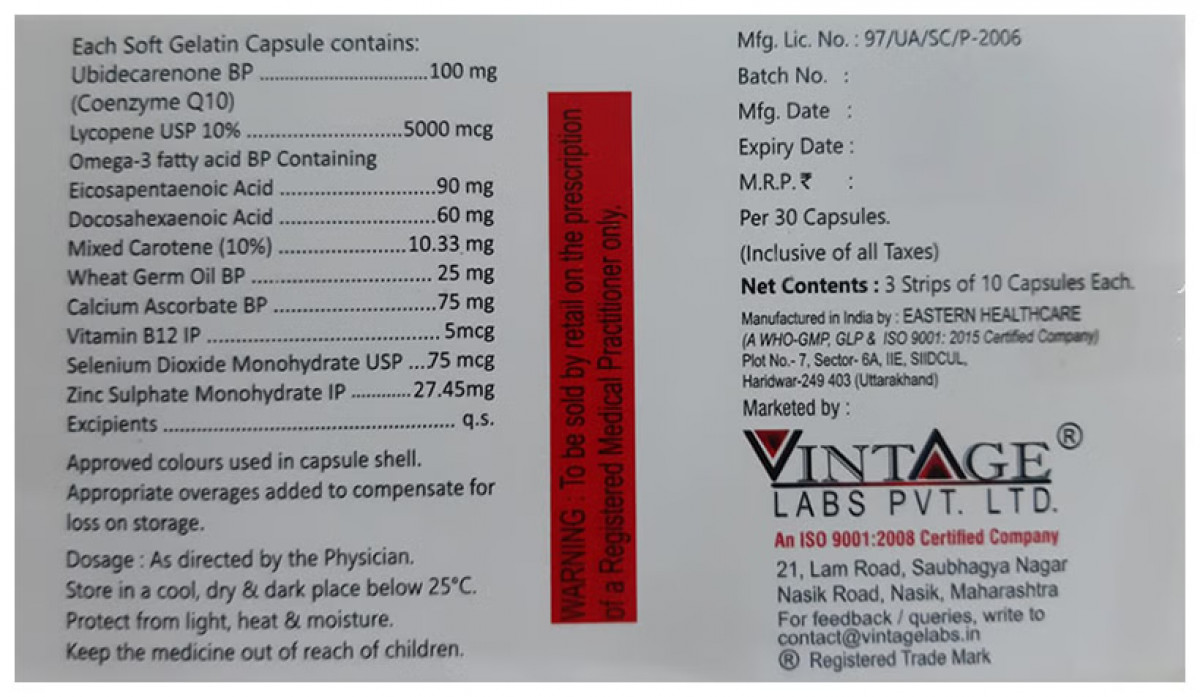 Each Soft Gelatin Capsule contains:
Ubidecarenone BP ................................100 mg
(Coenzyme Q10)
Lycopene USP 10% ..........................5000 mcg
Omega-3 fatty acid BP Containing
Eicosapentaenoic Acid ..........................90 mg
Docosahexaenoic Acid ..........................60 mg
Mixed Carotene (10%) .....................10.33 mg
Wheat Germ Oil BP .............................. 25 mg
Calcium Ascorbate BP ...........................75 mg
Vitamin B12 IP ...................................... 5mcg
Selenium Dioxide Monohydrate USP ...75 mcg
Zinc Sulphate Monohydrate IP ............27.45mg
Excipients ................................................ q.s.
Approved colours used in capsule shell.
Appropriate overages added to compensate for
loss on storage.
Dosage : As directed by the Physician.
Store in a cool, dry & dark place below 25°C.
Protect from light, heat & moisture.
Keep the medicine out of reach of children.
WARNING : To be sold by retail on the prescription
of a Registered Medical Practitioner only.
Mfg. Lic. No. : 97/UA/SC/P-2006
Batch No. :
Mfg. Date :
Expiry Date :
M.R.P. ₹ :
Per 30 Capsules.
(Inclusive of all Taxes)
Net Contents : 3 Strips of 10 Capsules Each.
Manufactured in India by : EASTERN HEALTHCARE
(A WHO-GMP, GLP & ISO 9001: 2015 Certified Company)
Plot No.- 7, Sector- 6A, IIE, SIIDCUL,
Haridwar-249 403 (Uttarakhand)
Marketed by :
VINTAGE ®
LABS PVT. LTD.
An ISO 9001:2008 Certified Company
21, Lam Road, Saubhagya Nagar
Nasik Road, Nasik, Maharashtra
For feedback / queries, write to
contact@vintagelabs.in
® Registered Trade Mark